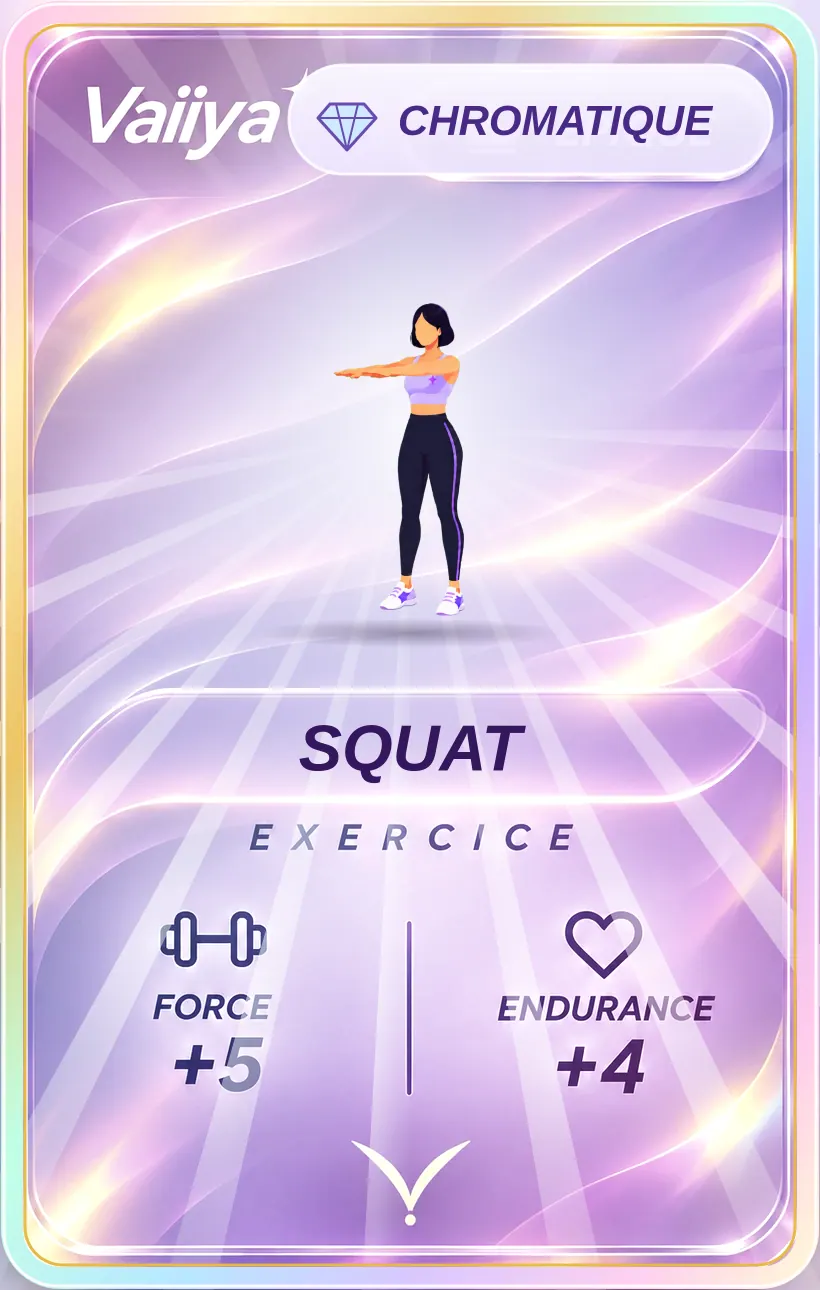 Vaiiya
CHROMATIQUE
SQUAT
EXERCICE
FORCE
+5
ENDURANCE
+4